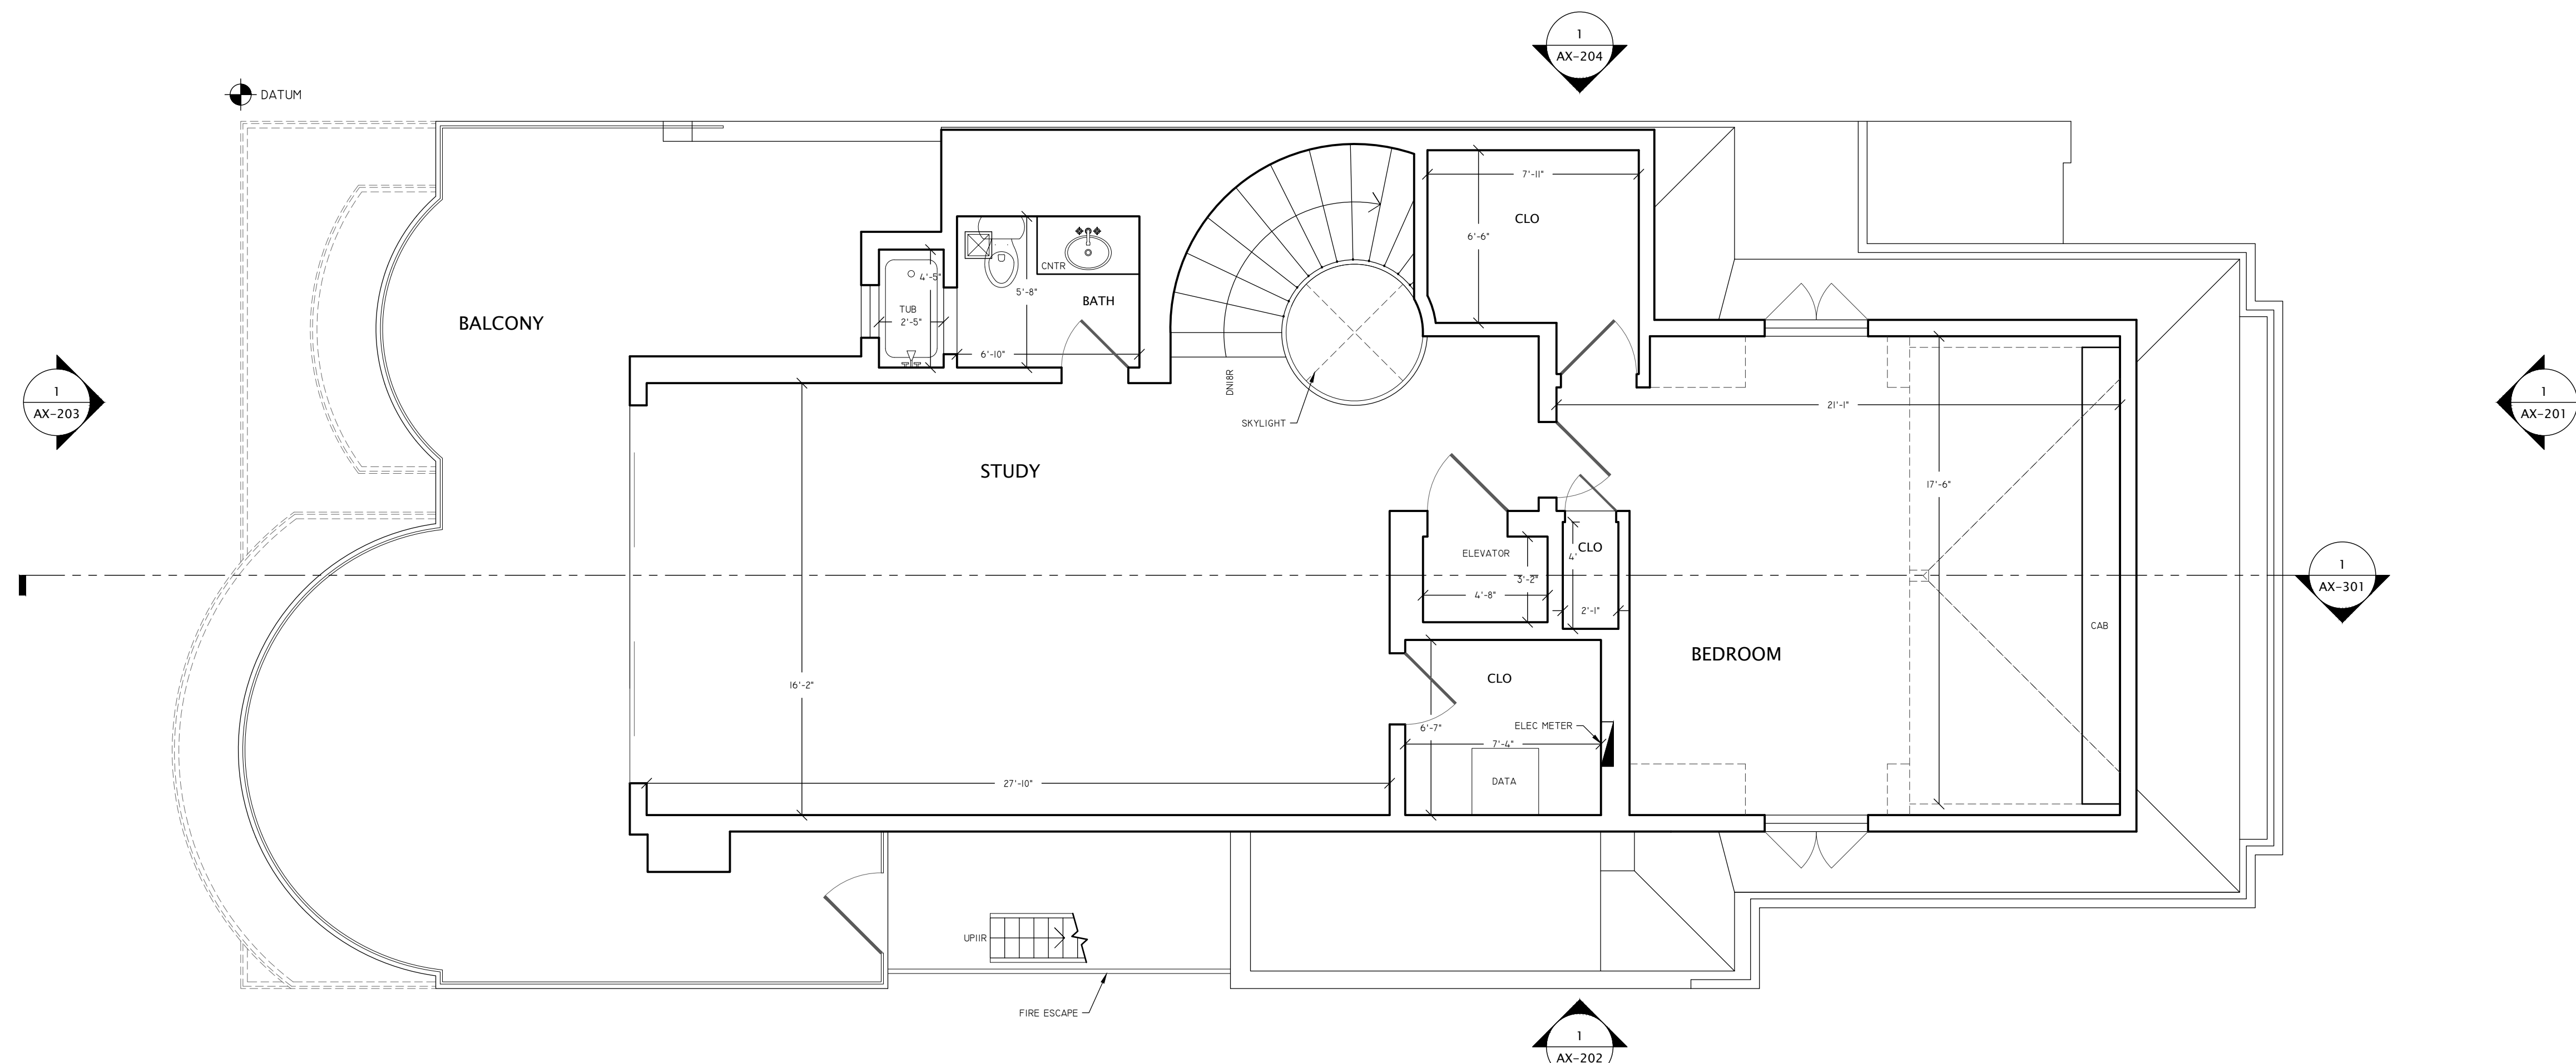 1
AX-204
DATUM
7'-11"
CLO
6'-6"
4'-5"
CNTR
5'-8"
BATH
TUB
2'-5"
BALCONY
6'-10"
DN18R
1
AX-203
1
AX-201
21'-1"
SKYLIGHT
STUDY
17'-6"
ELEVATOR
CLO
4'
3'-2"
4'-8"
2'-1"
1
AX-301
CAB
BEDROOM
CLO
16'-2"
6'-7"
ELEC METER
7'-4"
27'-10"
DATA
UP11R
FIRE ESCAPE
1
AX-202